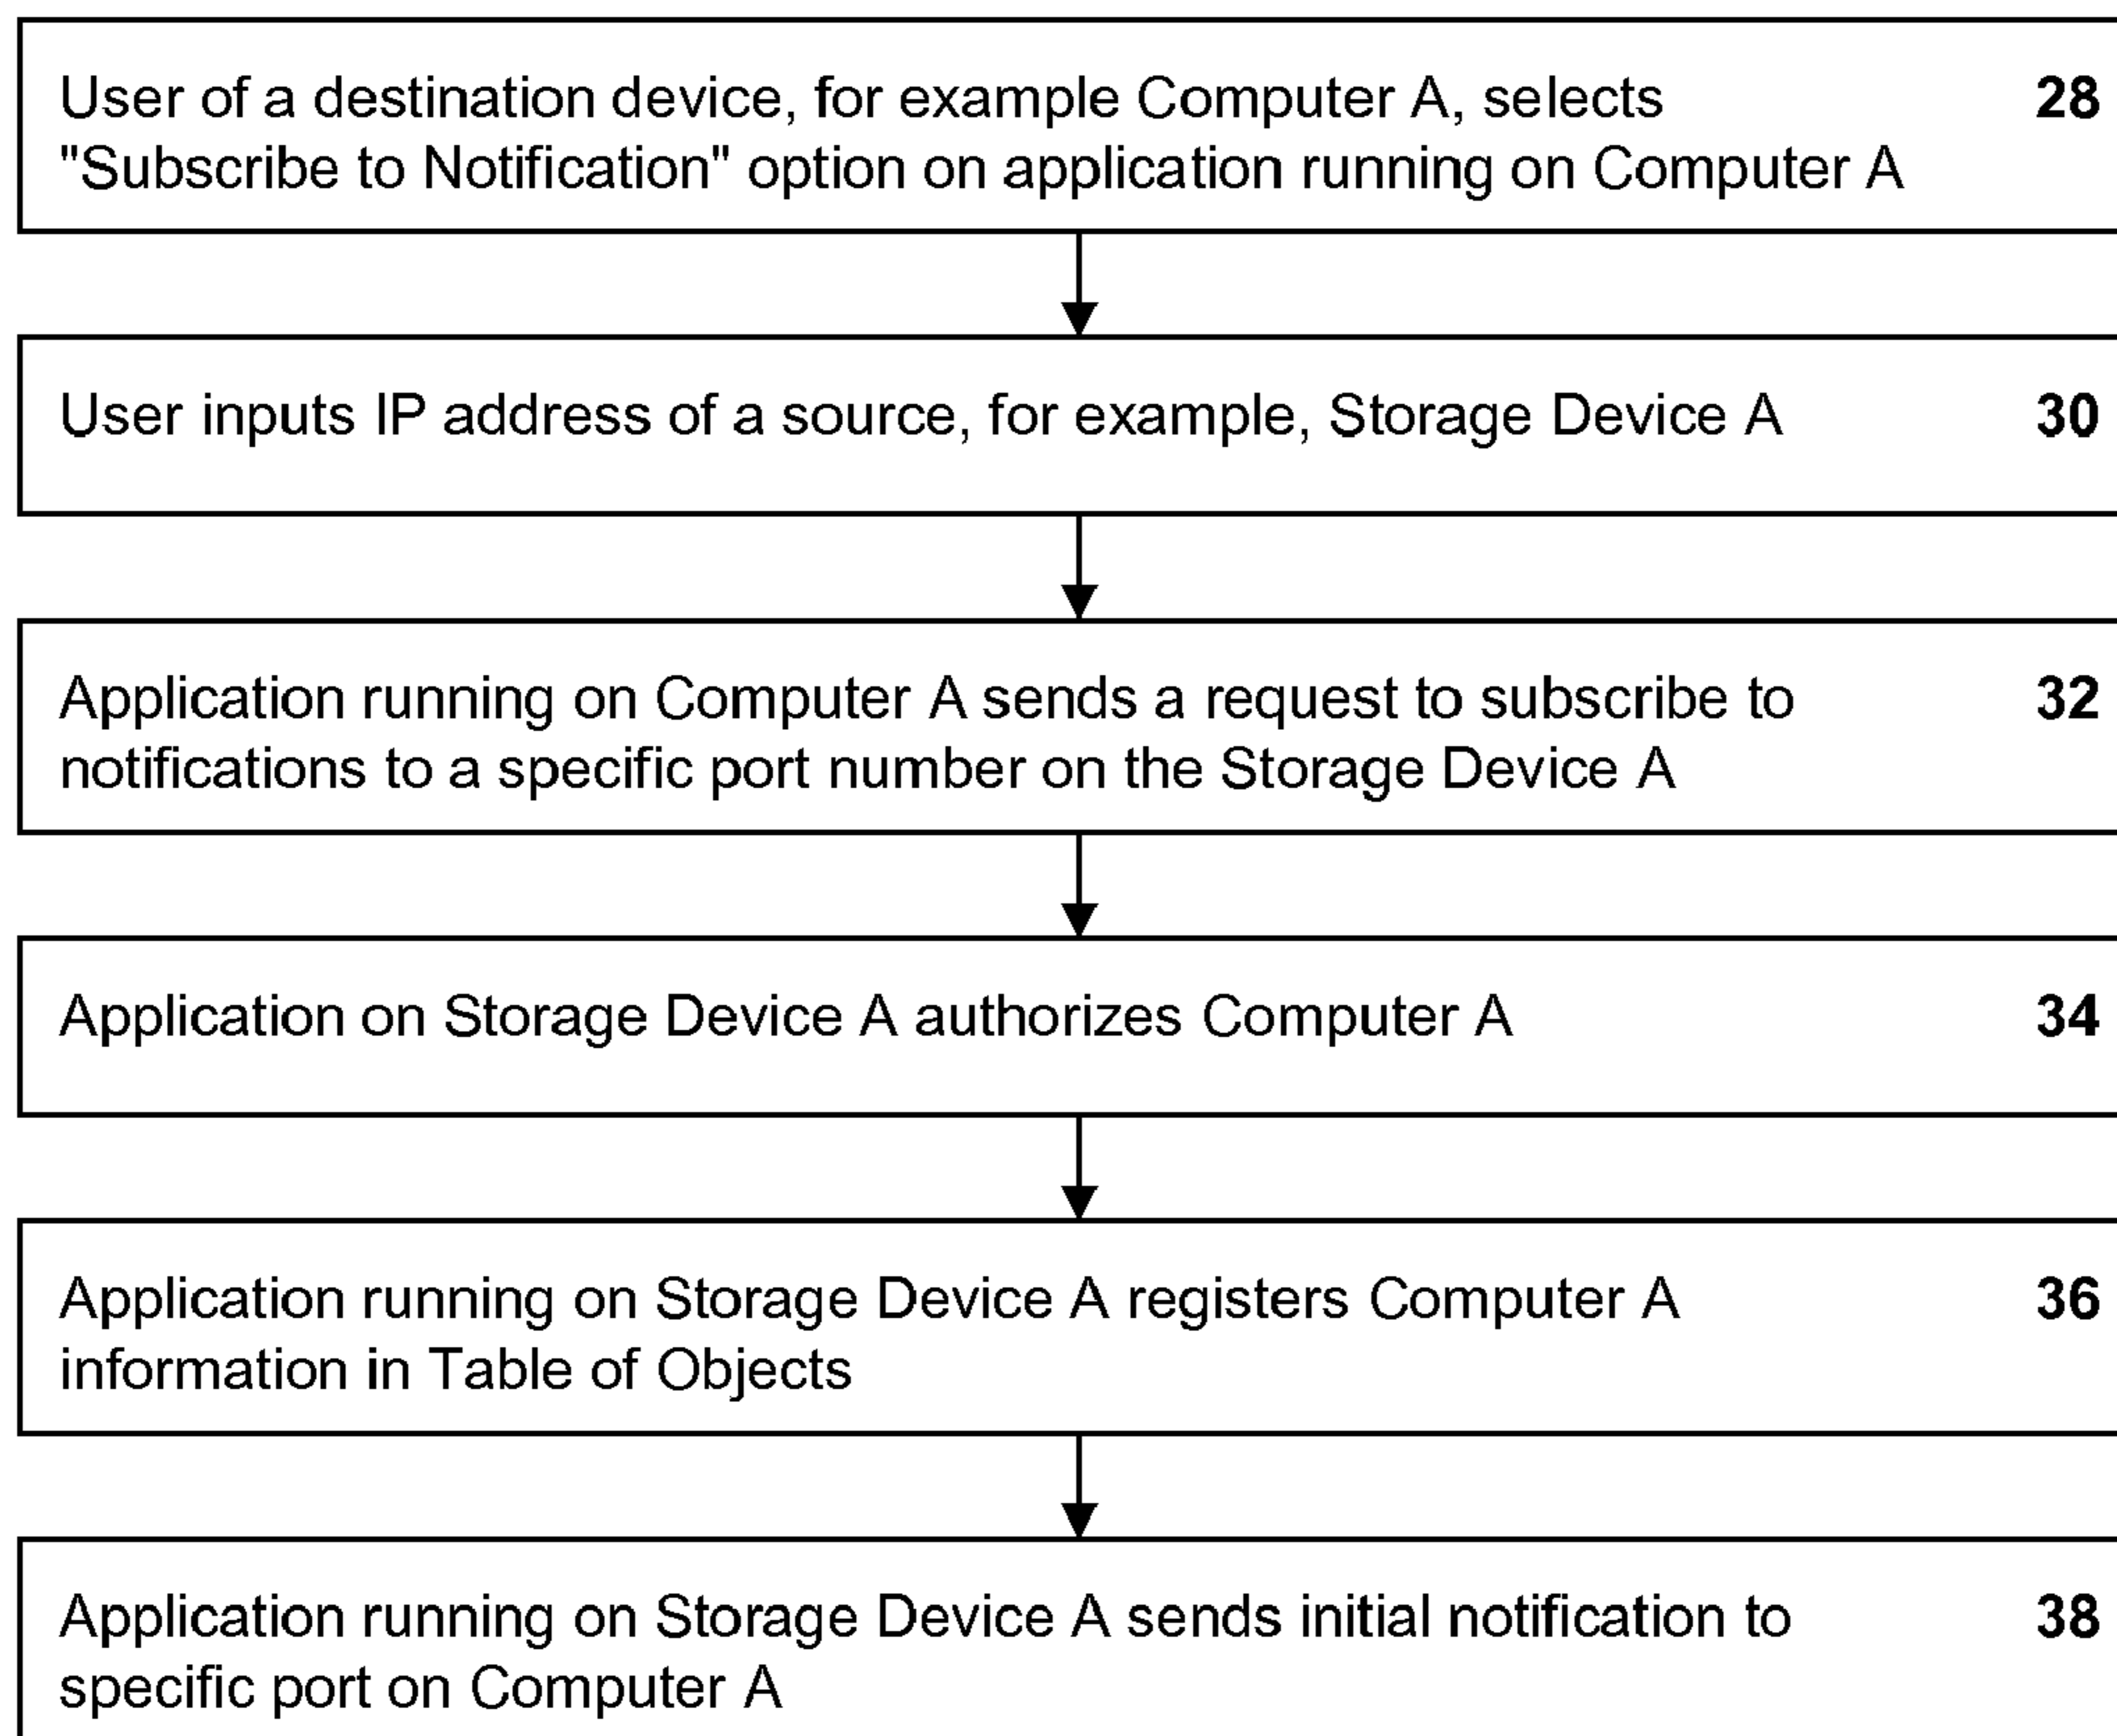 User of a destination device, for example Computer A, selects 28
"Subscribe to Notification" option on application running on Computer A
User inputs IP address of a source, for example, Storage Device A 30
Application running on Computer A sends a request to subscribe to 32
notifications to a specific port number on the Storage Device A
Application on Storage Device A authorizes Computer A 34
Application running on Storage Device A registers Computer A 36
information in Table of Objects
Application running on Storage Device A sends initial notification to 38
specific port on Computer A